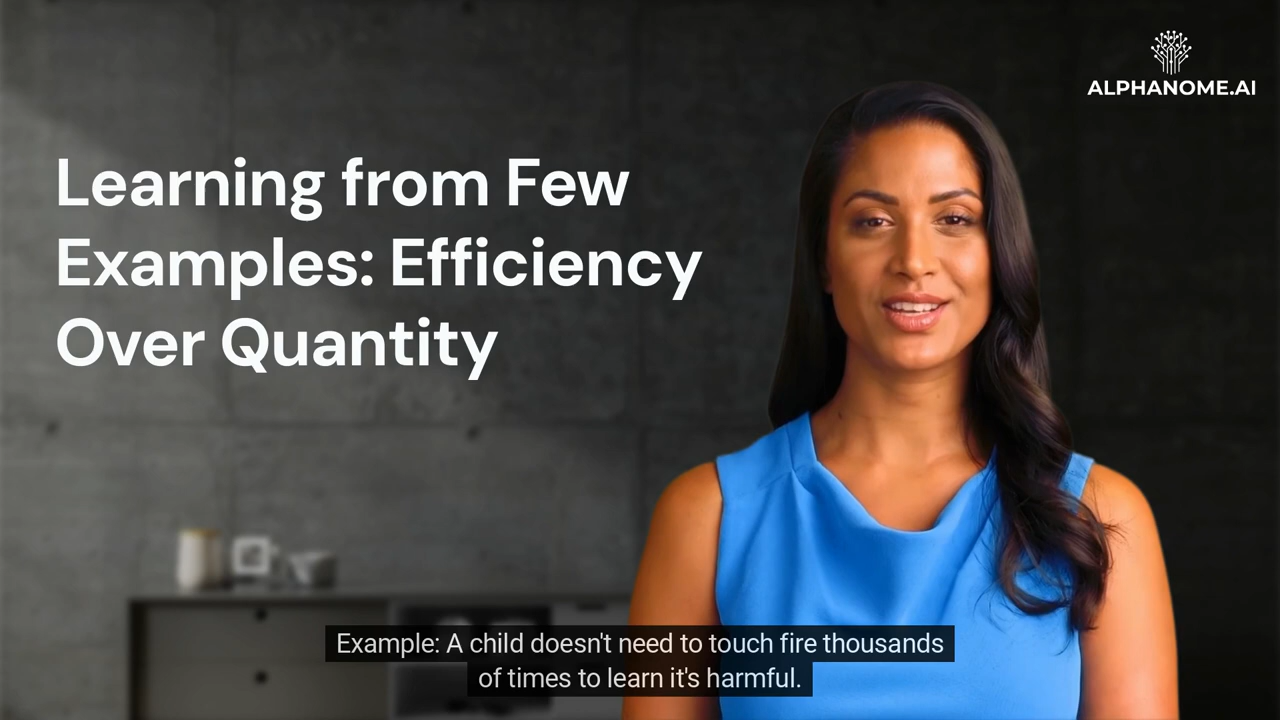 ALPHANOME.AI
Learning from Few
Examples: Efficiency
Over Quantity
Example: A child doesn't need to touch fire thousands
of times to learn it's harmful.